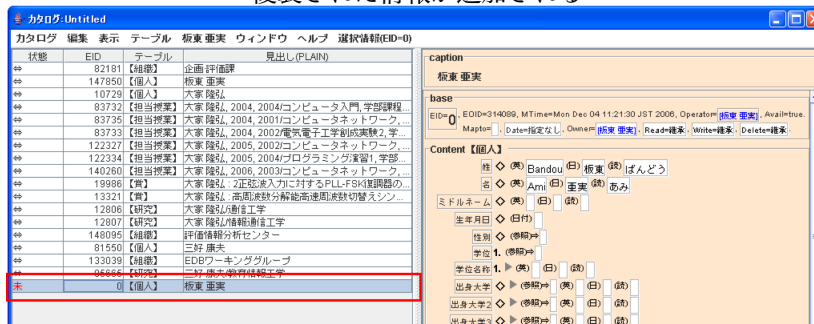 複製された情報が追加される
カタログ:Untitled
カタログ 編集 表示 テーブル 板東 亜実 ウィンドウ ヘルプ 選択情報(EID=0)
状態 EID テーブル 見出し(PLAIN)
⇔ 82181 【組織】 企画·評価課
⇔ 147850 【個人】 板東 亜実
⇔ 10729 【個人】 大家 隆弘
⇔ 83732 【担当授業】 大家 隆弘, 2004, 2004/コンピュータ入門, 学部課程...
⇔ 83735 【担当授業】 大家 隆弘, 2004, 2001/コンピュータネットワーク, ...
⇔ 83733 【担当授業】 大家 隆弘, 2004, 2002/電気電子工学創成実験2, 学...
⇔ 122327 【担当授業】 大家 隆弘, 2005, 2002/コンピュータネットワーク, ...
⇔ 122334 【担当授業】 大家 隆弘, 2005, 2004/プログラミング演習1, 学部...
⇔ 140260 【担当授業】 大家 隆弘, 2006, 2003/コンピュータネットワーク, ...
⇔ 19986 【賞】 大家 隆弘 : 2正弦波入力に対するPLL-FSK復調器の...
⇔ 13321 【賞】 大家 隆弘 : 高周波数分解能高速周波数切替えシン...
⇔ 12806 【研究】 大家 隆弘/通信工学
⇔ 12807 【研究】 大家 隆弘/情報通信工学
⇔ 148095 【組織】 評価情報分析センター
⇔ 81550 【個人】 三好 康夫
⇔ 133039 【組織】 EDBワーキンググループ
⇔ 95665 【研究】 三好 康夫/教育情報工学
未 0 【個人】 板東 亜実
caption
板東 亜実
base
EID=0, EOID=314089, MTime=Mon Dec 04 11:21:30 JST 2006, Operator=[板東 亜実], Avail=true.
Mapto= , Date=指定なし, Owner=[板東 亜実], Read=継承, Write=継承, Delete=継承.
Content 【個人】
姓 ◇ (英) Bandou (日) 板東 (読) ばんどう
名 ◇ (英) Ami (日) 亜実 (読) あみ
ミドルネーム ◇ (英) (日) (読)
生年月日 ◇ (日付)
性別 ◇ (参照)⇒
学位 1. (参照)⇒
学位名称 1. ▶ (英) (日) (読)
出身大学 ◇ ▶ (参照)⇒ (英) (日) (読)
出身大学2 ◇ ▶ (参照)⇒ (英) (日) (読)
出身大学3 ◇ ▶ (参照)⇒ (英) (日) (読)